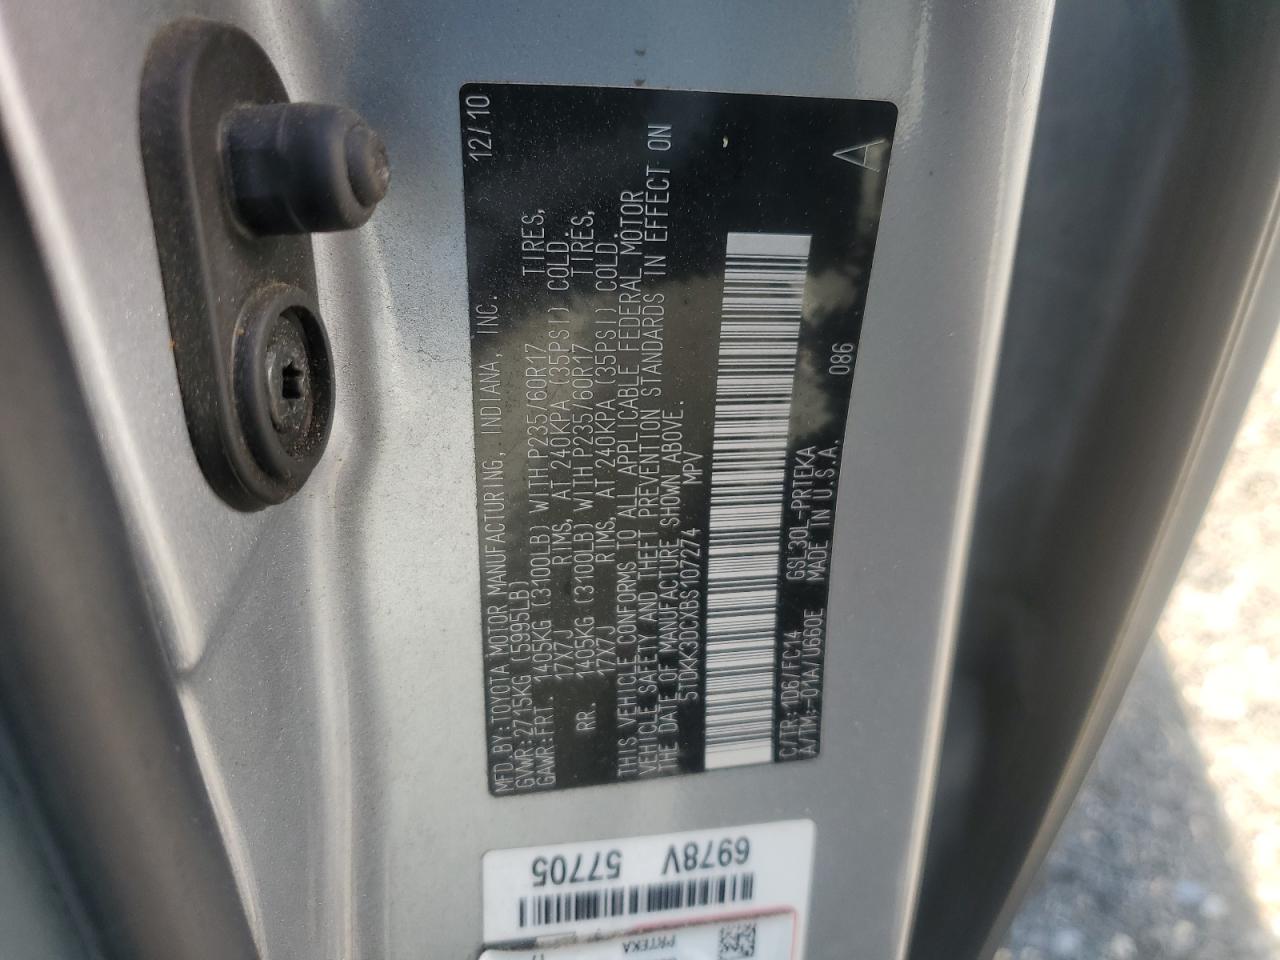 MFD. BY: TOYOTA MOTOR MANUFACTURING, INDIANA, INC. 12/10
GVWR: 2715KG ( 5995LB)
GAWR: FRT. 1405KG (3100LB) WITH P235/60R17 TIRES,
17X7J RIMS, AT 240KPA (35PSI) COLD
RR. 1405KG (3100LB) WITH P235/60R17 TIRES,
17X7J RIMS, AT 240KPA (35PSI) COLD.
THIS VEHICLE CONFORMS TO ALL APPLICABLE FEDERAL MOTOR
VEHICLE SAFETY AND THEFT PREVENTION STANDARDS IN EFFECT ON
THE DATE OF MANUFACTURE SHOWN ABOVE.
5TDKK3DCXBS107274 MPV
C/TR: 1D6/FC14 GSL30L-PRTEKA 086
A/TM: -01A/U660E MADE IN U.S.A.
A
6978V
57705
PRTEKA